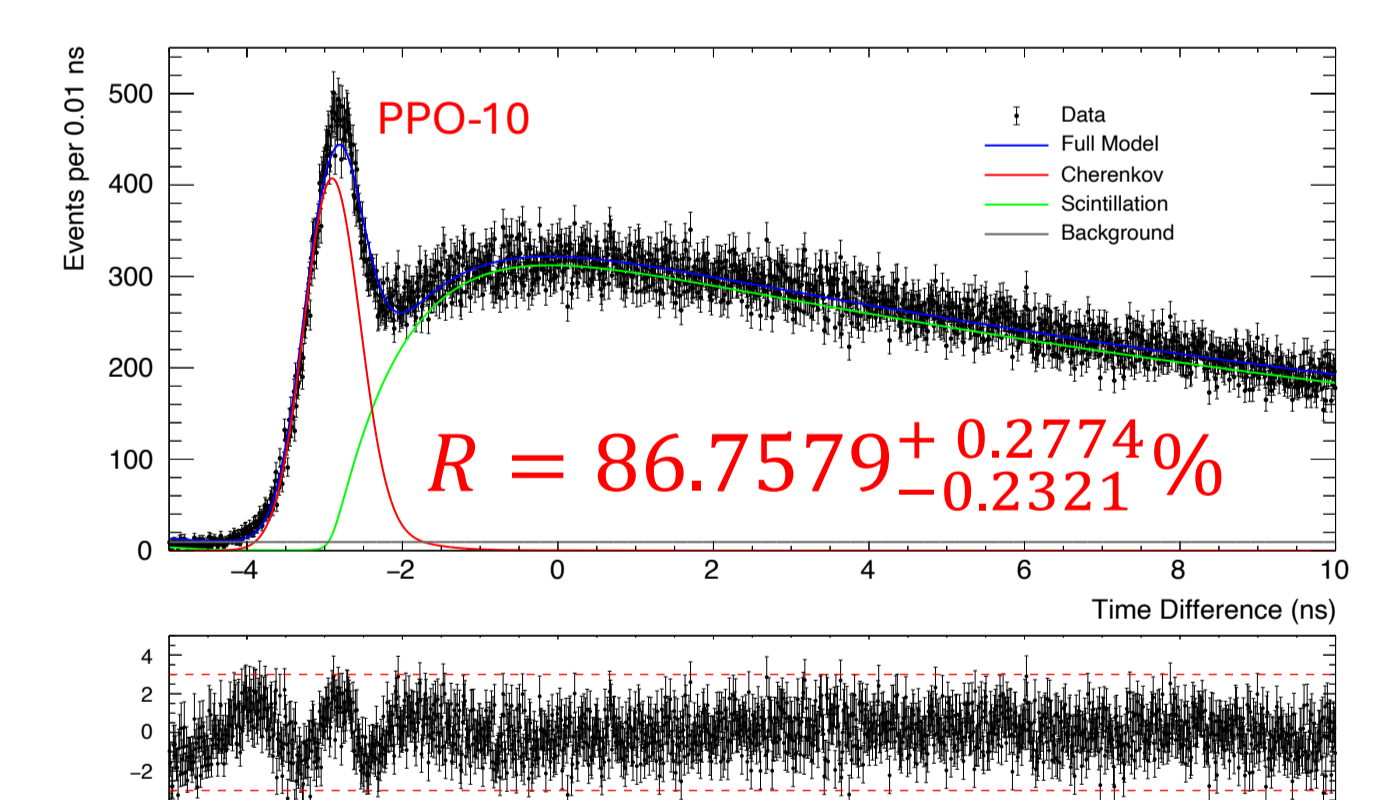 Events per 0.01 ns
500
400
300
200
100
0
PPO-10
Data
Full Model
Cherenkov
Scintillation
Background
R = 86.7579+ 0.2774 −0.2321 %
−4 −2 0 2 4 6 8 10
Time Difference (ns)
4
2
0
−2